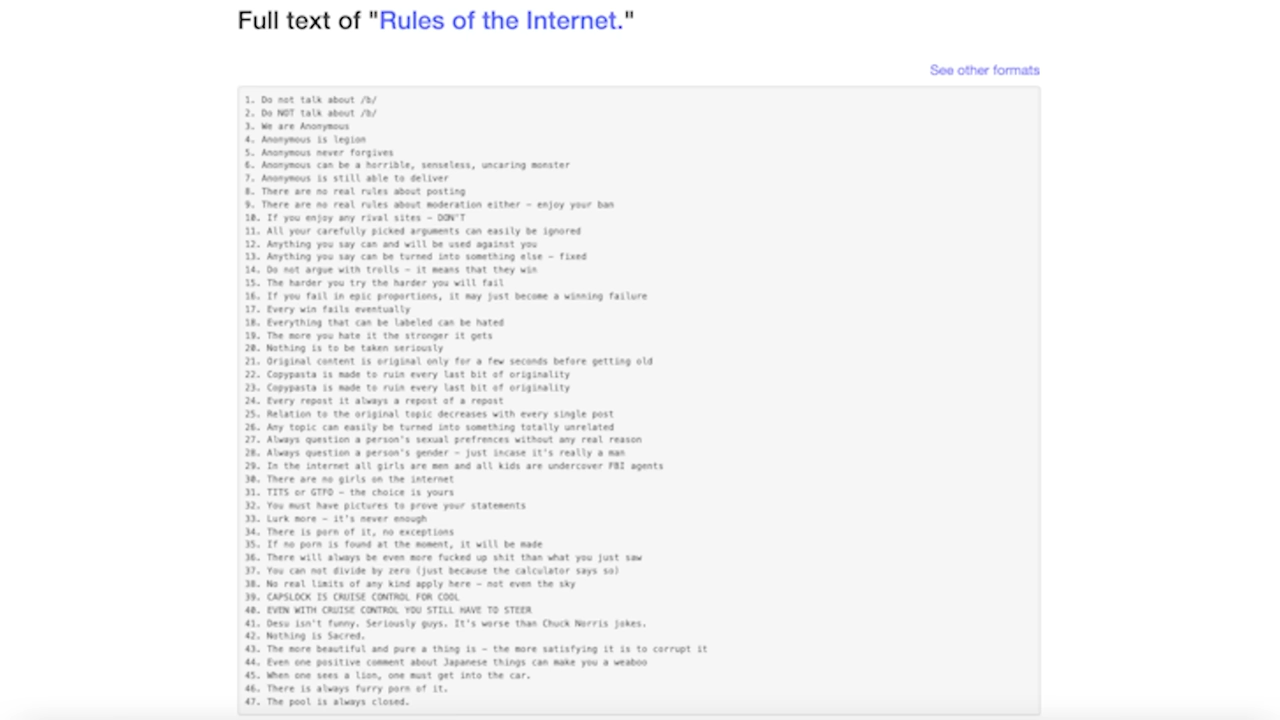 Full text of "Rules of the Internet."
See other formats
1. Do not talk about /b/
2. Do NOT talk about /b/
3. We are Anonymous
4. Anonymous is legion
5. Anonymous never forgives
6. Anonymous can be a horrible, senseless, uncaring monster
7. Anonymous is still able to deliver
8. There are no real rules about posting
9. There are no real rules about moderation either - enjoy your ban
10. If you enjoy any rival sites - DON'T
11. All your carefully picked arguments can easily be ignored
12. Anything you say can and will be used against you
13. Anything you say can be turned into something else - fixed
14. Do not argue with trolls - it means that they win
15. The harder you try the harder you will fail
16. If you fail in epic proportions, it may just become a winning failure
17. Every win fails eventually
18. Everything that can be labeled can be hated
19. The more you hate it the stronger it gets
20. Nothing is to be taken seriously
21. Original content is original only for a few seconds before getting old
22. Copypasta is made to ruin every last bit of originality
23. Copypasta is made to ruin every last bit of originality
24. Every repost it always a repost of a repost
25. Relation to the original topic decreases with every single post
26. Any topic can easily be turned into something totally unrelated
27. Always question a person's sexual prefrences without any real reason
28. Always question a person's gender - just incase it's really a man
29. In the internet all girls are men and all kids are undercover FBI agents
30. There are no girls on the internet
31. TITS or GTFO - the choice is yours
32. You must have pictures to prove your statements
33. Lurk more - it's never enough
34. There is porn of it, no exceptions
35. If no porn is found at the moment, it will be made
36. There will always be even more fucked up shit than what you just saw
37. You can not divide by zero (just because the calculator says so)
38. No real limits of any kind apply here - not even the sky
39. CAPSLOCK IS CRUISE CONTROL FOR COOL
40. EVEN WITH CRUISE CONTROL YOU STILL HAVE TO STEER
41. Desu isn't funny. Seriously guys. It's worse than Chuck Norris jokes.
42. Nothing is Sacred.
43. The more beautiful and pure a thing is - the more satisfying it is to corrupt it
44. Even one positive comment about Japanese things can make you a weaboo
45. When one sees a lion, one must get into the car.
46. There is always furry porn of it.
47. The pool is always closed.